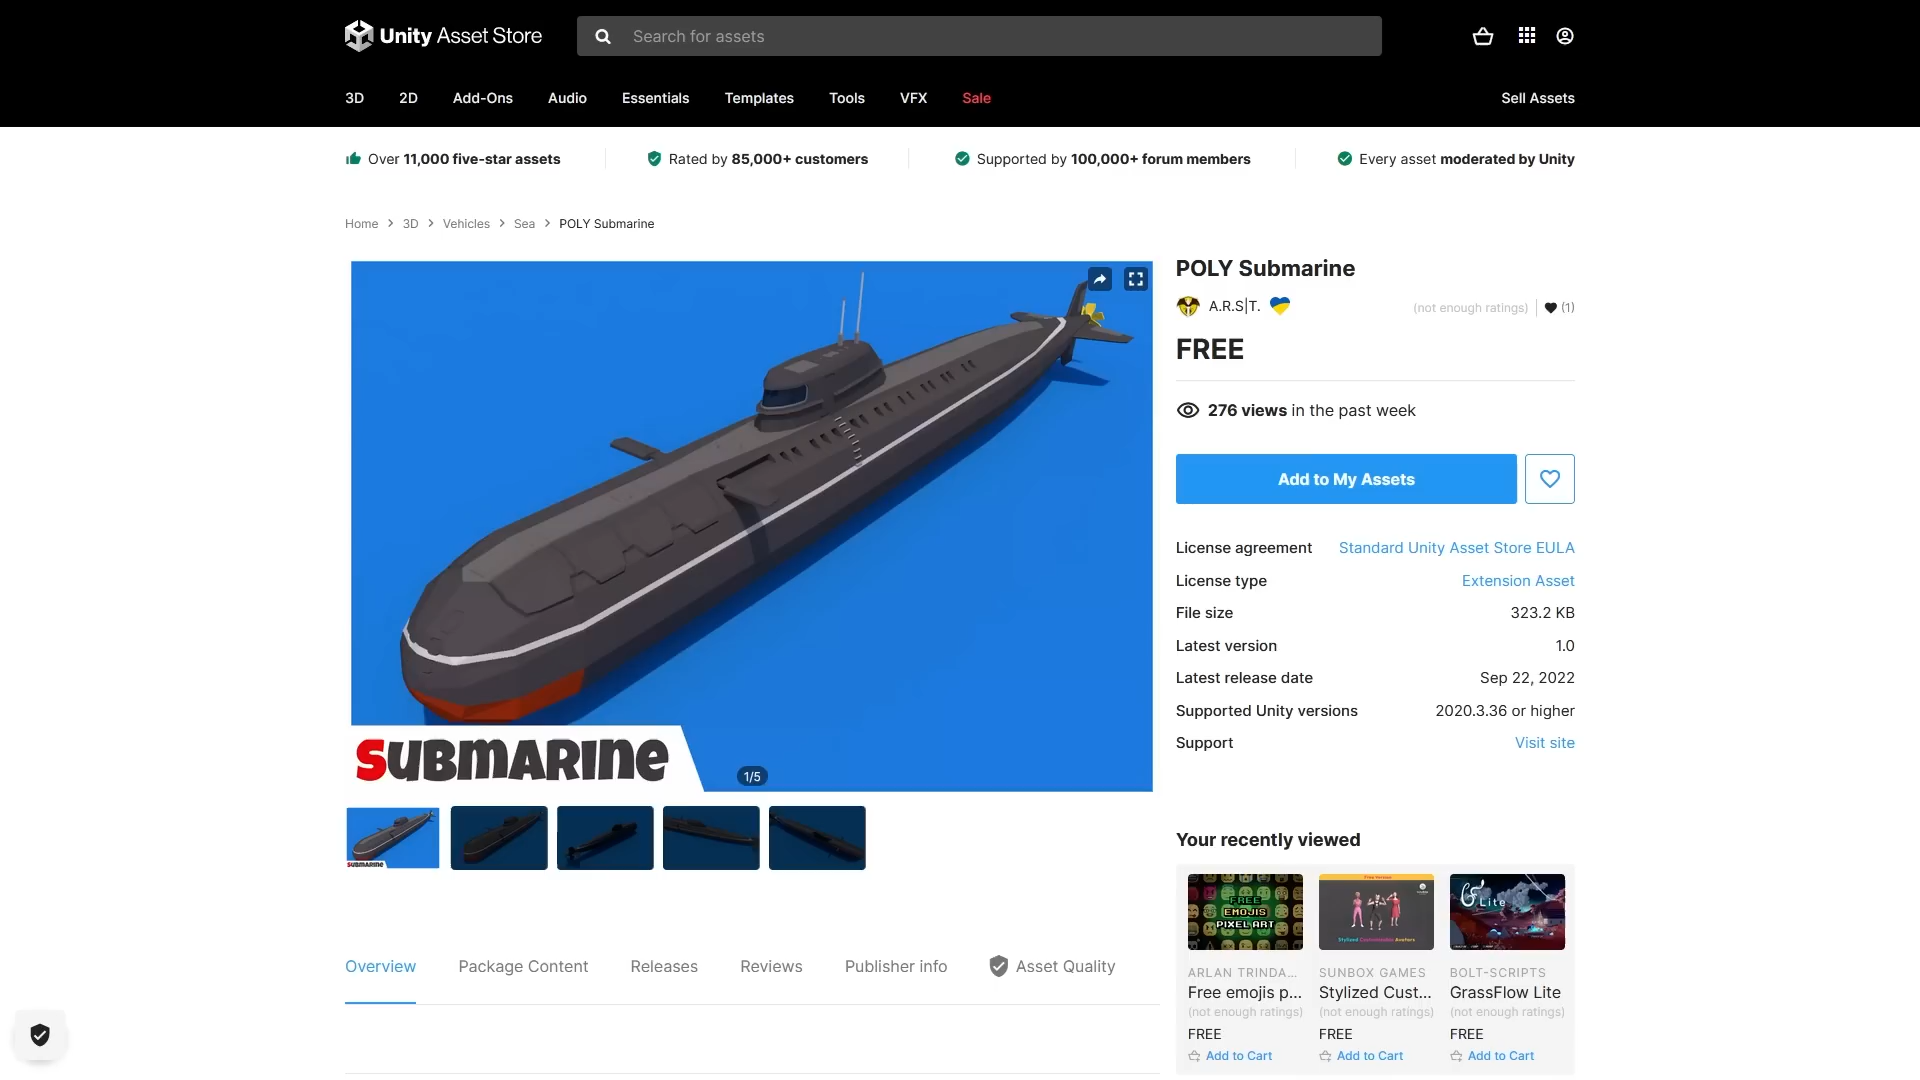 Unity Asset Store
Search for assets
3D 2D Add-Ons Audio Essentials Templates Tools VFX Sale Sell Assets
Over 11,000 five-star assets
Rated by 85,000+ customers
Supported by 100,000+ forum members
Every asset moderated by Unity
Home > 3D > Vehicles > Sea > POLY Submarine
SUBMARINE
1/5
SUBMARINE
POLY Submarine
A.R.S|T.
(not enough ratings) (1)
FREE
276 views in the past week
Add to My Assets
License agreement Standard Unity Asset Store EULA
License type Extension Asset
File size 323.2 KB
Latest version 1.0
Latest release date Sep 22, 2022
Supported Unity versions 2020.3.36 or higher
Support Visit site
Overview Package Content Releases Reviews Publisher info Asset Quality
Your recently viewed
FREE
EMOJIS
PIXEL ART
ARLAN TRINDA...
Free emojis p...
(not enough ratings)
FREE
Add to Cart
Free Version
Stylized Customizable Avatars
SUNBOX GAMES
Stylized Cust...
(not enough ratings)
FREE
Add to Cart
Lite
BOLT-SCRIPTS
GrassFlow Lite
(not enough ratings)
FREE
Add to Cart